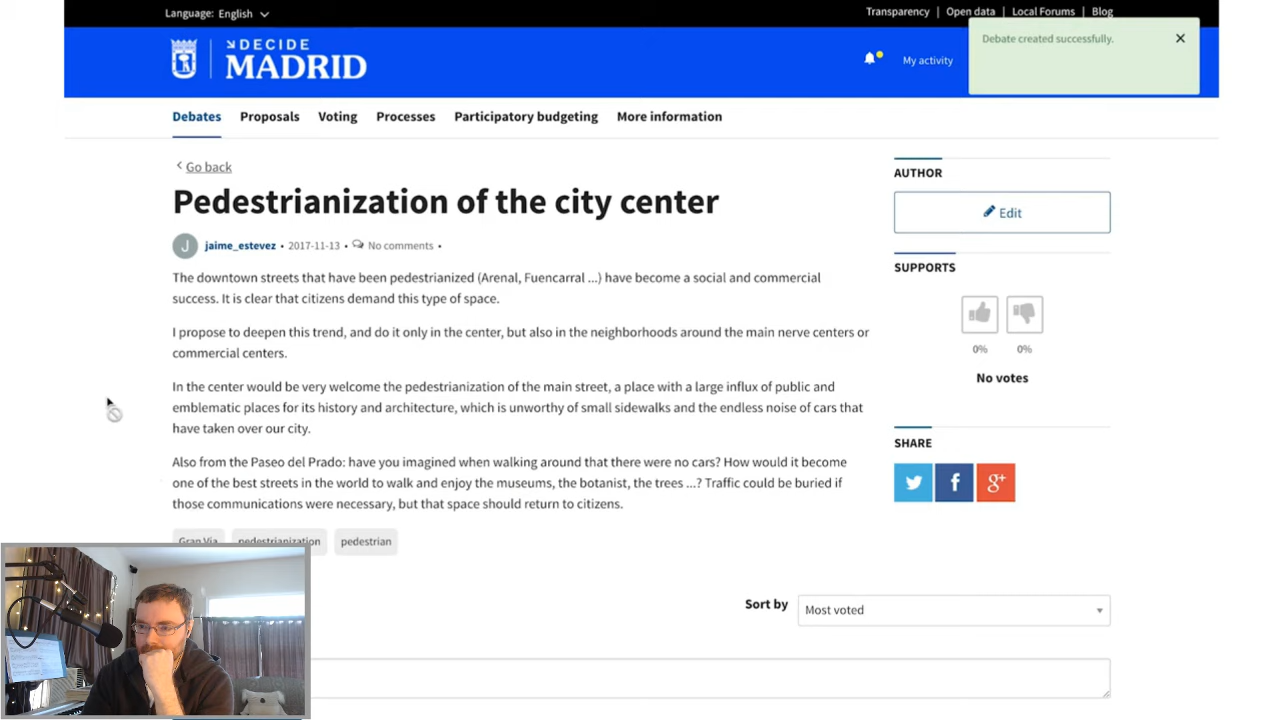 Language: English
Transparency | Open data | Local Forums | Blog
Debate created successfully.
DECIDE
MADRID
My activity
Debates Proposals Voting Processes Participatory budgeting More information
Go back
Pedestrianization of the city center
J jaime_estevez • 2017-11-13 • No comments •
The downtown streets that have been pedestrianized (Arenal, Fuencarral ...) have become a social and commercial
success. It is clear that citizens demand this type of space.
I propose to deepen this trend, and do it only in the center, but also in the neighborhoods around the main nerve centers or
commercial centers.
In the center would be very welcome the pedestrianization of the main street, a place with a large influx of public and
emblematic places for its history and architecture, which is unworthy of small sidewalks and the endless noise of cars that
have taken over our city.
Also from the Paseo del Prado: have you imagined when walking around that there were no cars? How would it become
one of the best streets in the world to walk and enjoy the museums, the botanist, the trees ...? Traffic could be buried if
those communications were necessary, but that space should return to citizens.
Gran Via pedestrianization pedestrian
AUTHOR
Edit
SUPPORTS
0% 0%
No votes
SHARE
f g+
Sort by Most voted